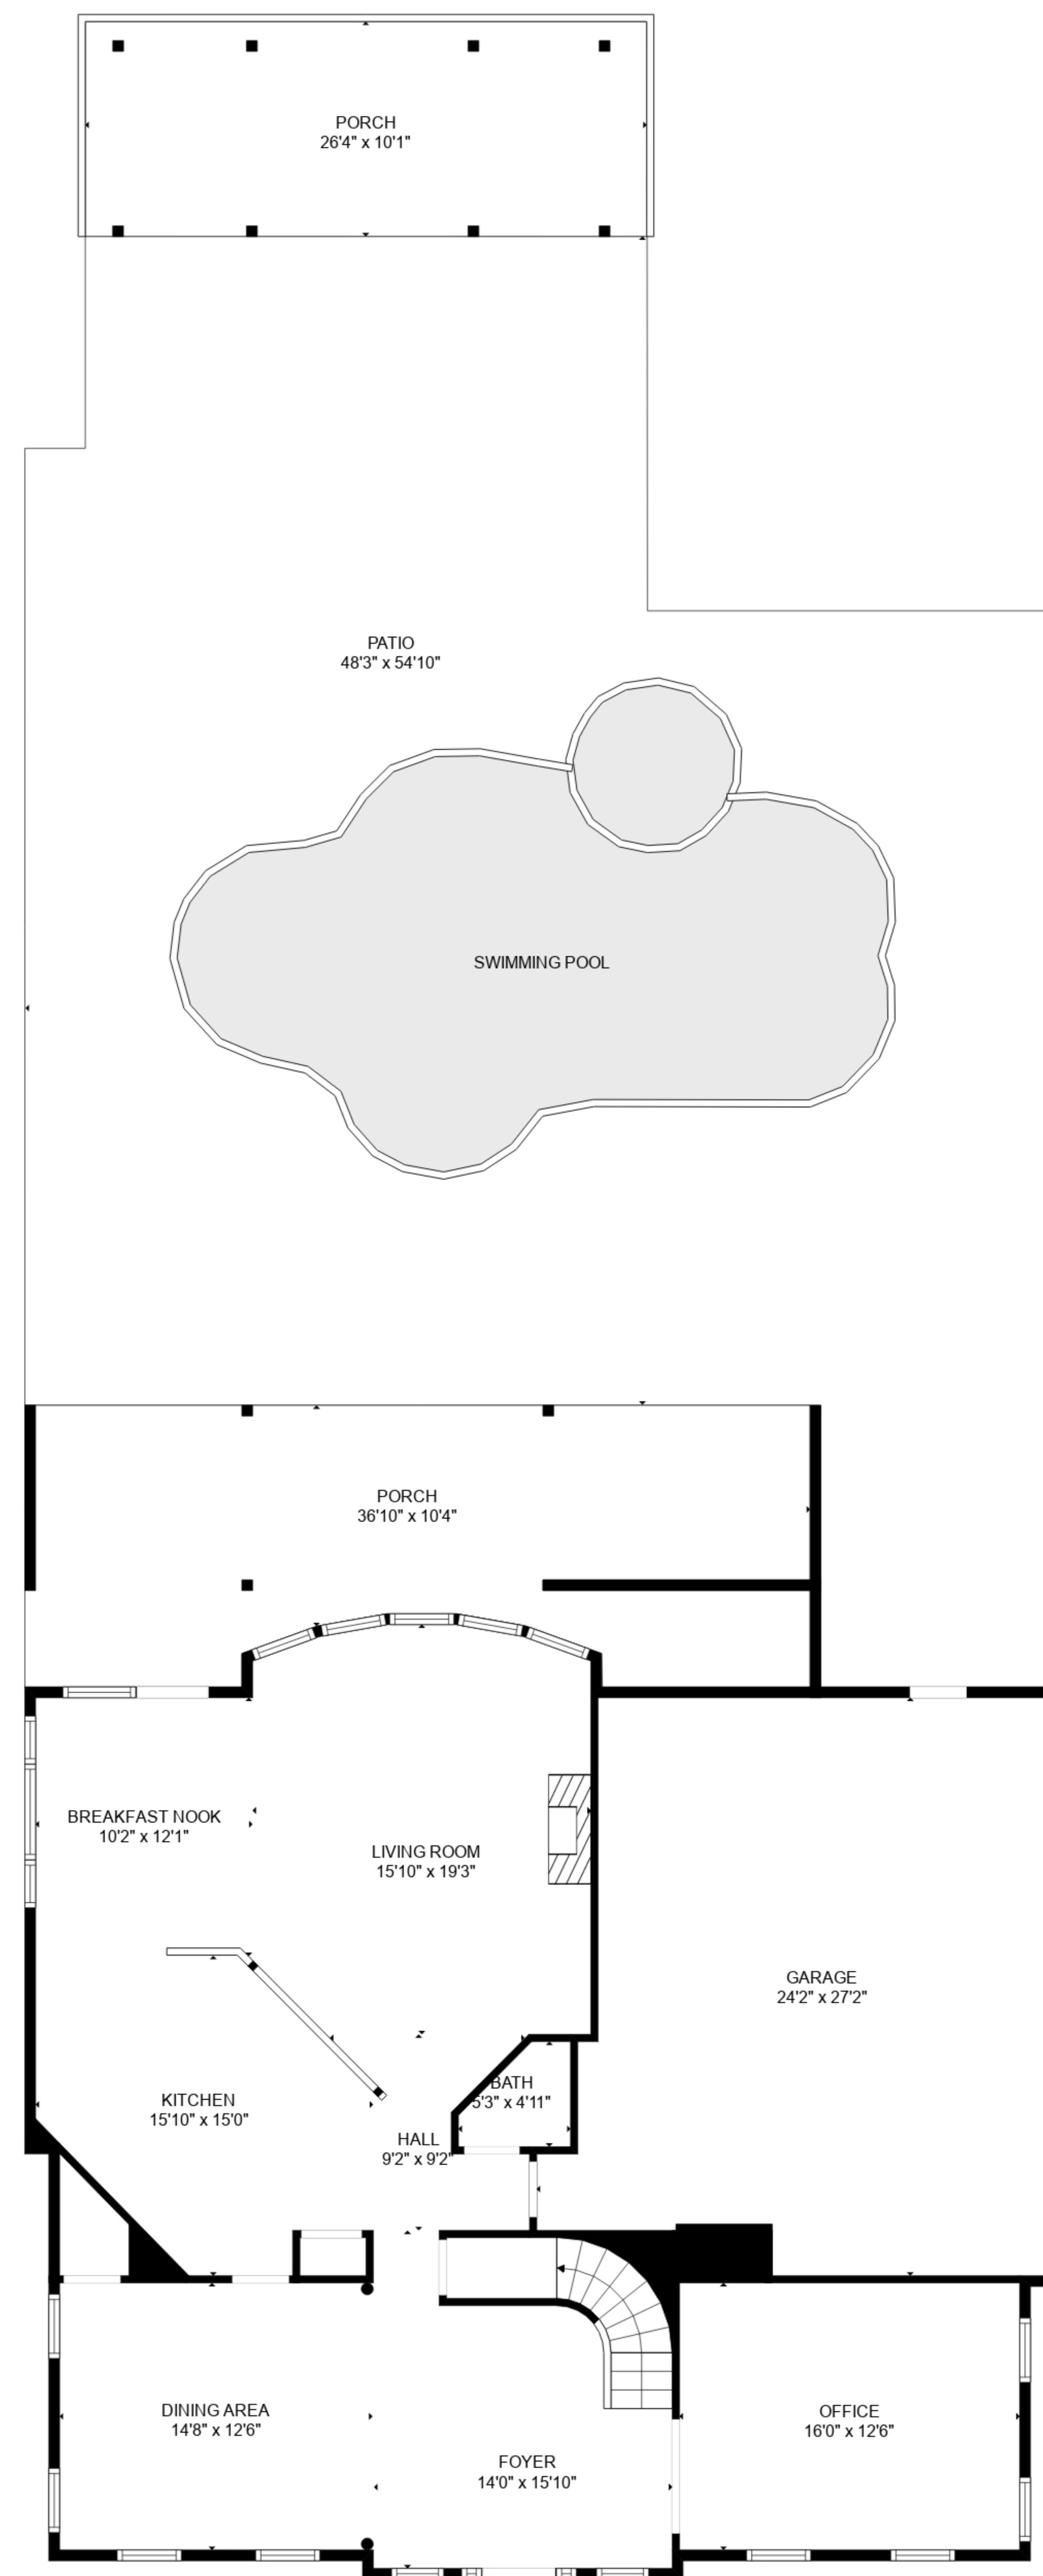 PORCH
26'4" x 10'1"
PATIO
48'3" x 54'10"
SWIMMING POOL
PORCH
36'10" x 10'4"
BREAKFAST NOOK
10'2" x 12'1"
LIVING ROOM
15'10" x 19'3"
GARAGE
24'2" x 27'2"
KITCHEN
15'10" x 15'0"
BATH
5'3" x 4'11"
HALL
9'2" x 9'2"
DINING AREA
14'8" x 12'6"
OFFICE
16'0" x 12'6"
FOYER
14'0" x 15'10"